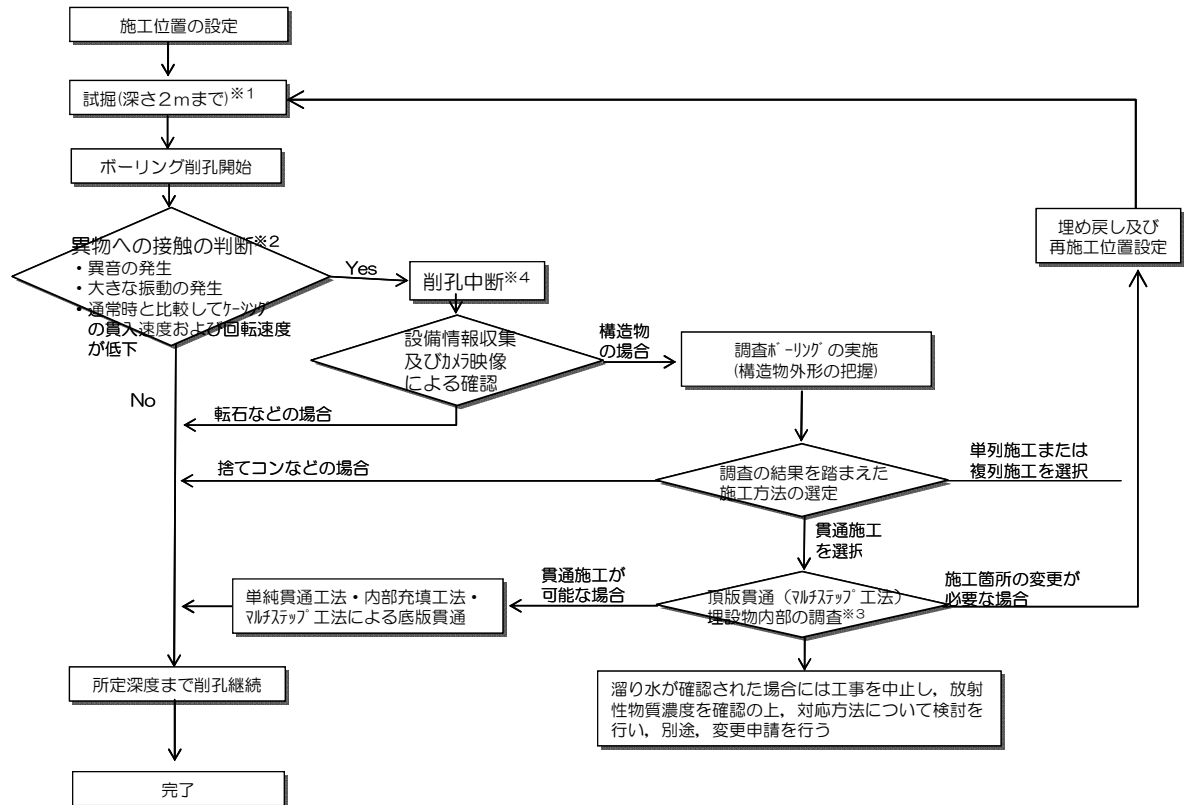 施工位置の設定
試掘(深さ２ｍまで)※1
ボーリング削孔開始
異物への接触の判断※2
・異音の発生
・大きな振動の発生
・通常時と比較してｹｰｼﾝｸﾞ
の貫入速度および回転速度
が低下
Yes
No
削孔中断※4
設備情報収集
及びｶﾒﾗ映像
による確認
構造物
の場合
転石などの場合
調査ﾎﾞｰﾘﾝｸﾞの実施
(構造物外形の把握)
埋め戻し及び
再施工位置設定
捨てコンなどの場合
調査の結果を踏まえた
施工方法の選定
単列施工または
複列施工を選択
貫通施工
を選択
頂版貫通（ﾏﾙﾁｽﾃｯﾌﾟ工法）
埋設物内部の調査※3
施工箇所の変更が
必要な場合
貫通施工が
可能な場合
単純貫通工法・内部充填工法・
ﾏﾙﾁｽﾃｯﾌﾟ工法による底版貫通
溜り水が確認された場合には工事を中止し，放射
性物質濃度を確認の上，対応方法について検討を
行い，別途，変更申請を行う
所定深度まで削孔継続
完了